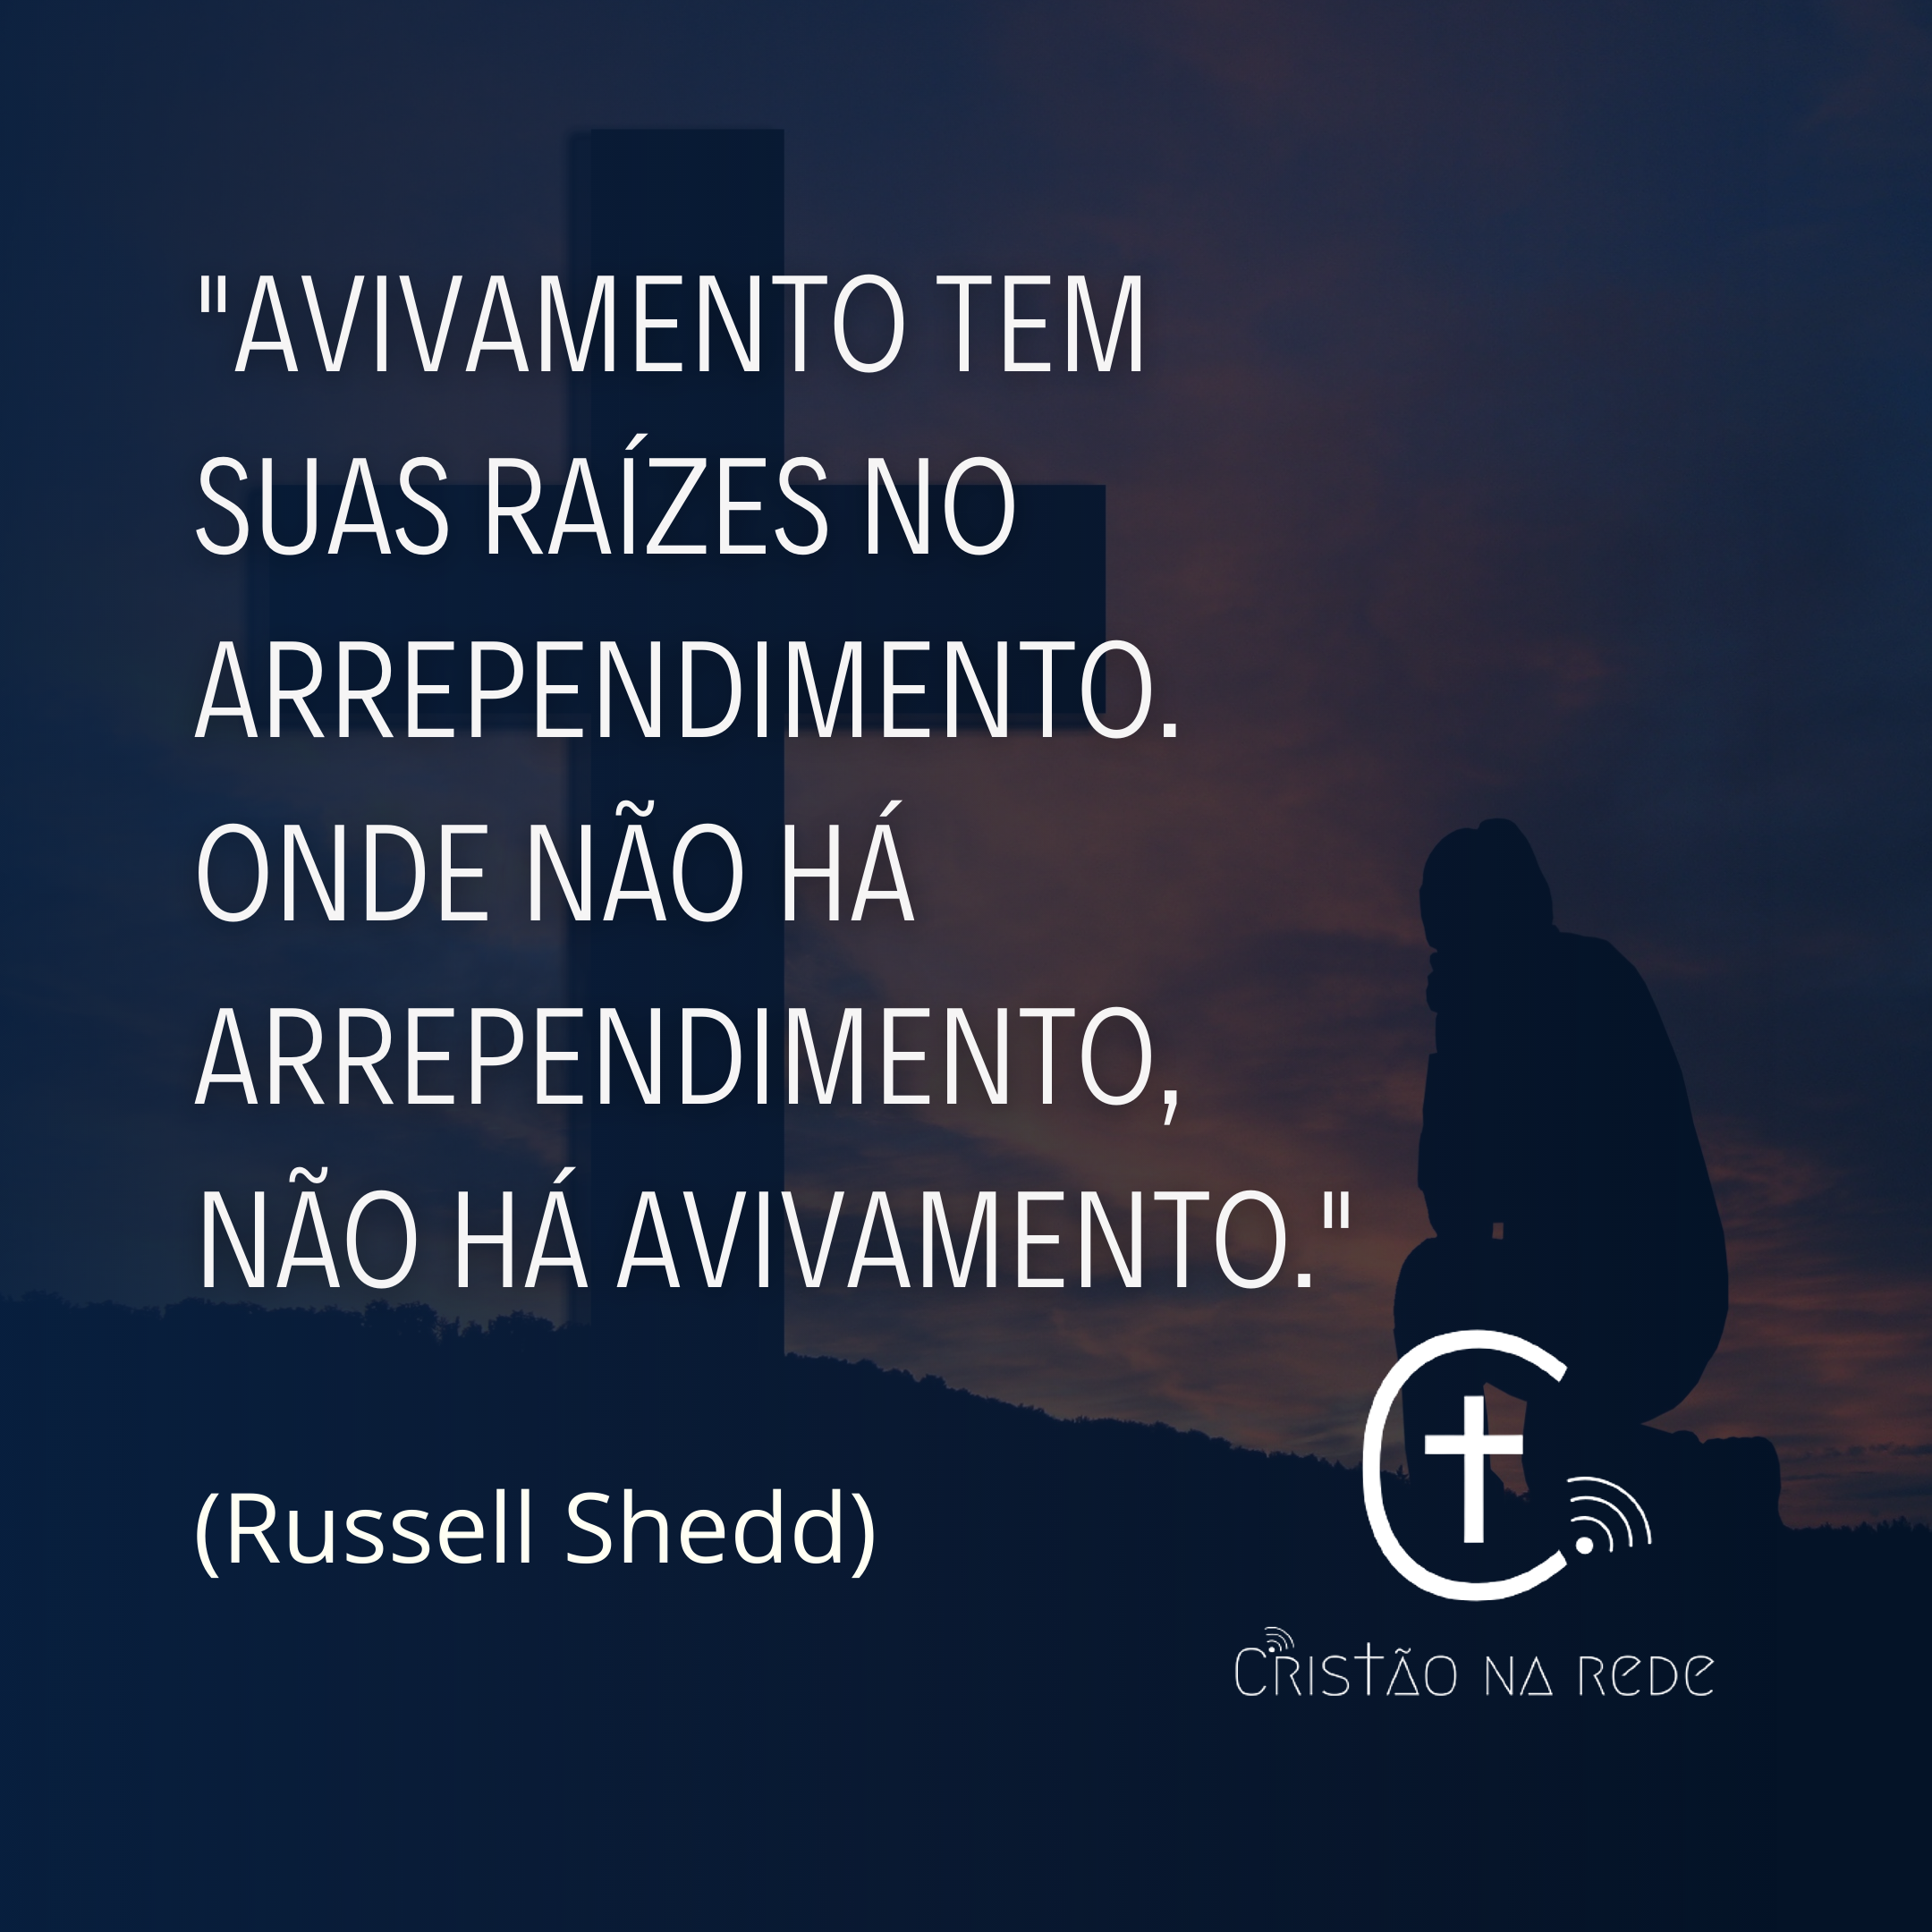 "AVIVAMENTO TEM
SUAS RAÍZES NO
ARREPENDIMENTO.
ONDE NÃO HÁ
ARREPENDIMENTO,
NÃO HÁ AVIVAMENTO."
(Russell Shedd)
CRISTÃO NA REDE